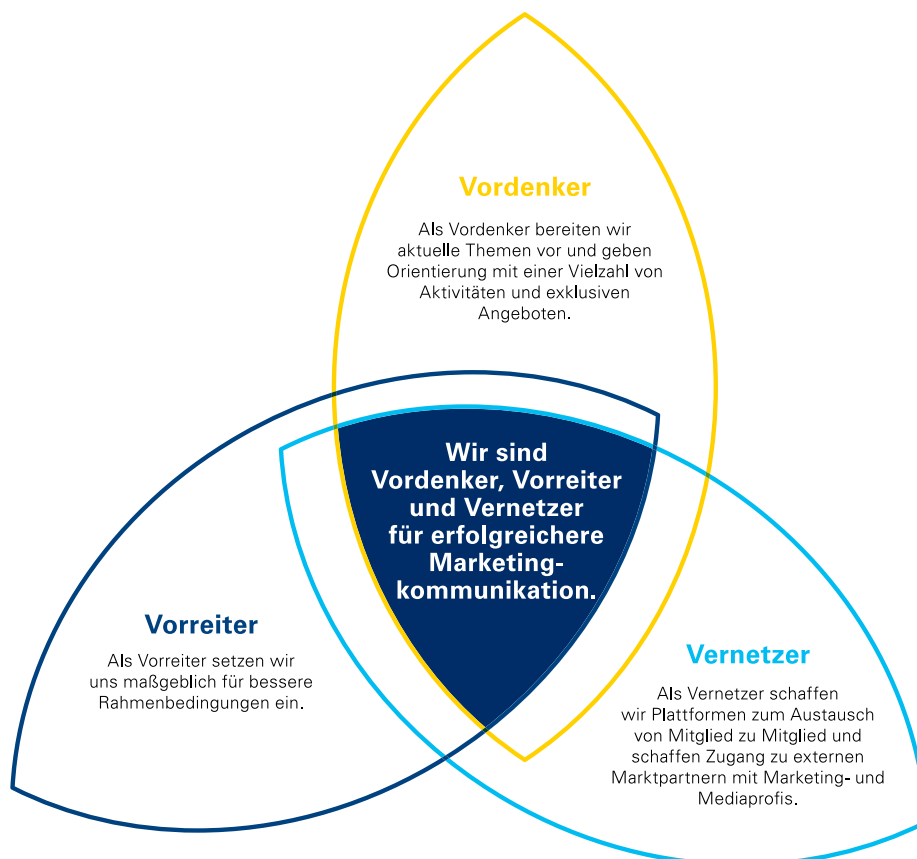 Vordenker
Als Vordenker bereiten wir
aktuelle Themen vor und geben
Orientierung mit einer Vielzahl von
Aktivitäten und exklusiven
Angeboten.
Wir sind
Vordenker, Vorreiter
und Vernetzer
für erfolgreichere
Marketing-
kommunikation.
Vorreiter
Als Vorreiter setzen wir
uns maßgeblich für bessere
Rahmenbedingungen ein.
Vernetzer
Als Vernetzer schaffen
wir Plattformen zum Austausch
von Mitglied zu Mitglied und
schaffen Zugang zu externen
Marktpartnern mit Marketing- und
Mediaprofis.